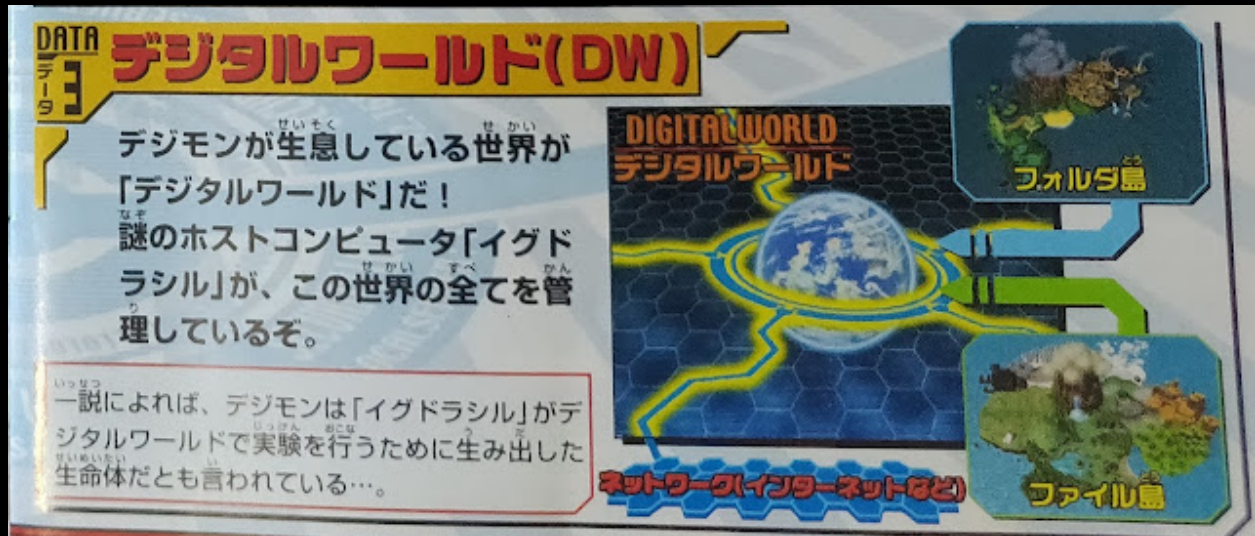 DATA
データ
3
デジタルワールド(DW)
デジモンが生息している世界が
「デジタルワールド」だ！
謎のホストコンピュータ「イグド
ラシル」が、この世界の全てを管
理しているぞ。
一説によれば、デジモンは「イグドラシル」がデ
ジタルワールドで実験を行うために生み出した
生命体だとも言われている…。
DIGITALWORLD
デジタルワールド
フォルダ島
ファイル島
ネットワーク(インターネットなど)